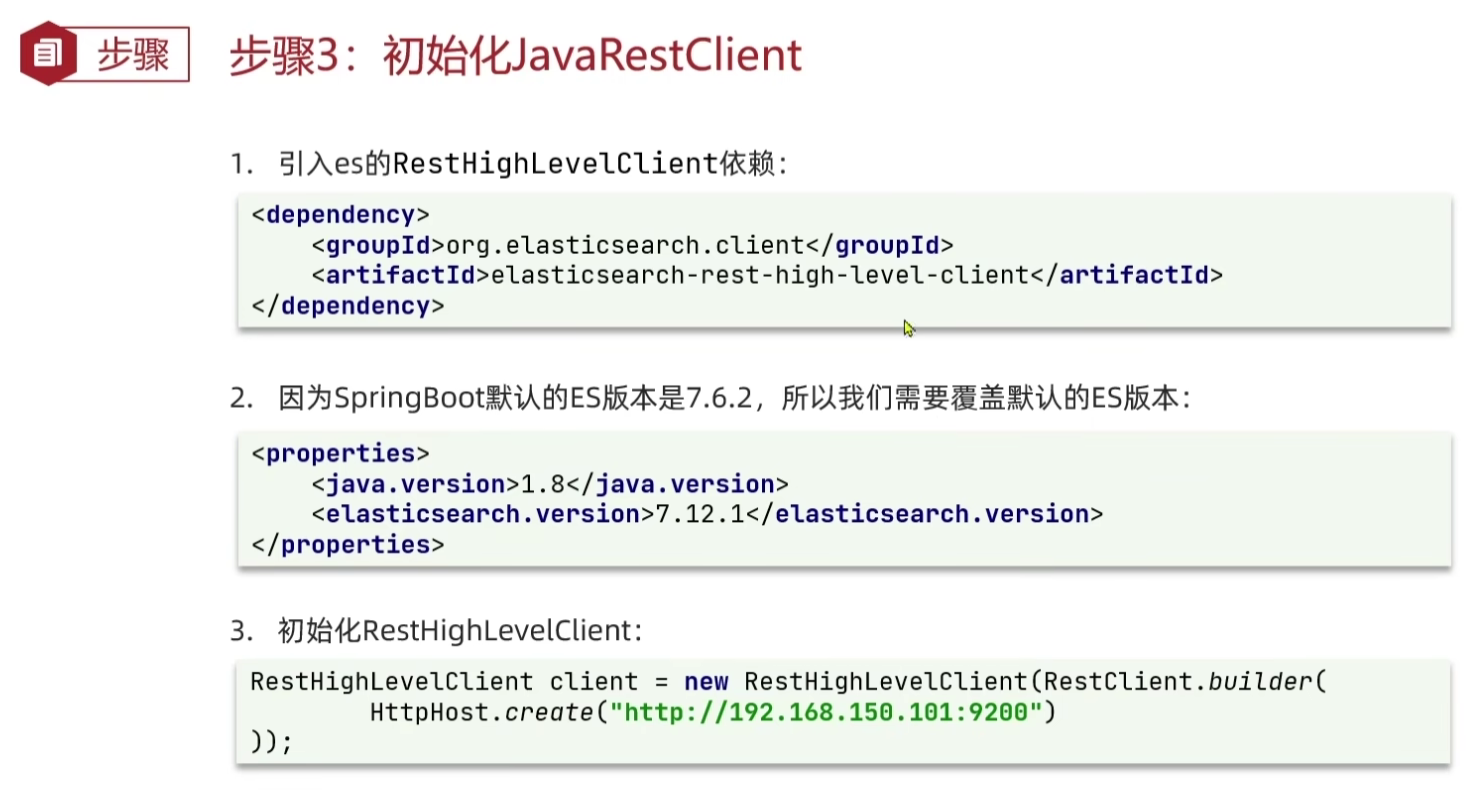 步骤
步骤3：初始化JavaRestClient
1. 引入es的RestHighLevelClient依赖：
<dependency>
    <groupId>org.elasticsearch.client</groupId>
    <artifactId>elasticsearch-rest-high-level-client</artifactId>
</dependency>
2. 因为SpringBoot默认的ES版本是7.6.2，所以我们需要覆盖默认的ES版本：
<properties>
    <java.version>1.8</java.version>
    <elasticsearch.version>7.12.1</elasticsearch.version>
</properties>
3. 初始化RestHighLevelClient：
RestHighLevelClient client = new RestHighLevelClient(RestClient.builder(
        HttpHost.create("http://192.168.150.101:9200")
));